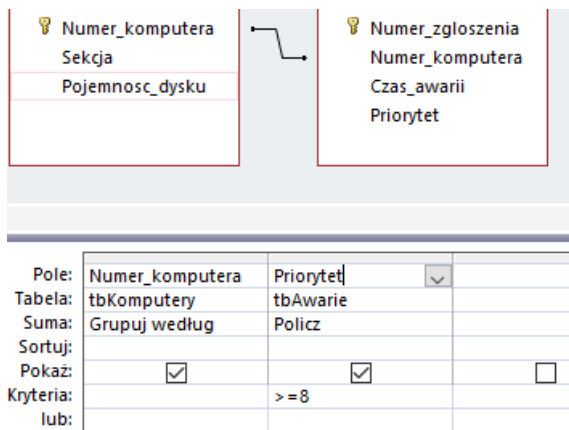 Numer_komputera
Sekcja
Pojemnosc_dysku
Numer_zgloszenia
Numer_komputera
Czas_awarii
Priorytet
Pole: Numer_komputera Priorytet
Tabela: tbKomputery tbAwarie
Suma: Grupuj według Policz
Sortuj:
Pokaż:
Kryteria: >=8
lub: